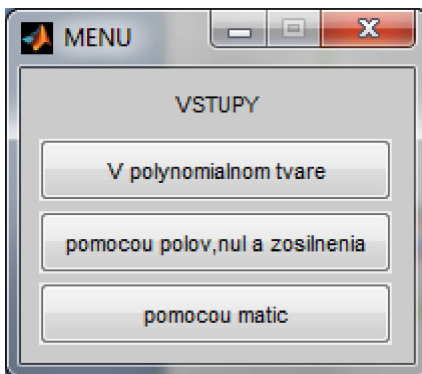 MENU
VSTUPY
V polynomialnom tvare
pomocou polov,nul a zosilnenia
pomocou matic